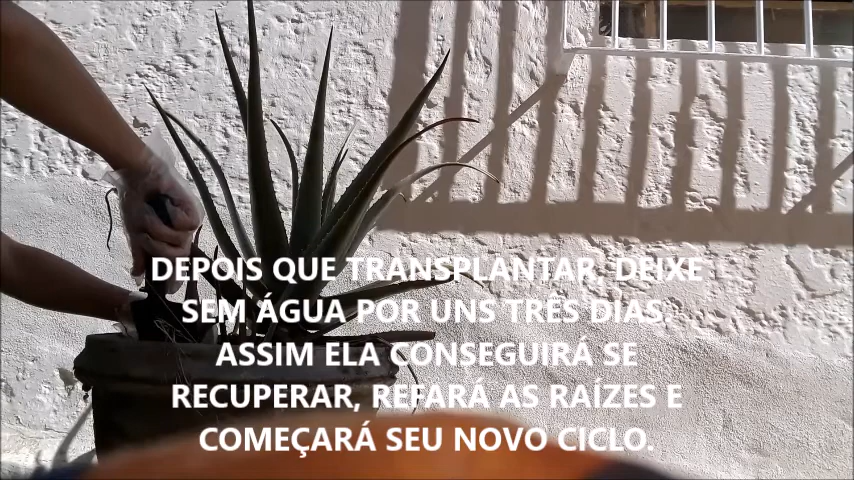 DEPOIS QUE TRANSPLANTAR, DEIXE
SEM ÁGUA POR UNS TRÊS DIAS.
ASSIM ELA CONSEGUIRÁ SE
RECUPERAR, REFARÁ AS RAÍZES E
COMEÇARÁ SEU NOVO CICLO.